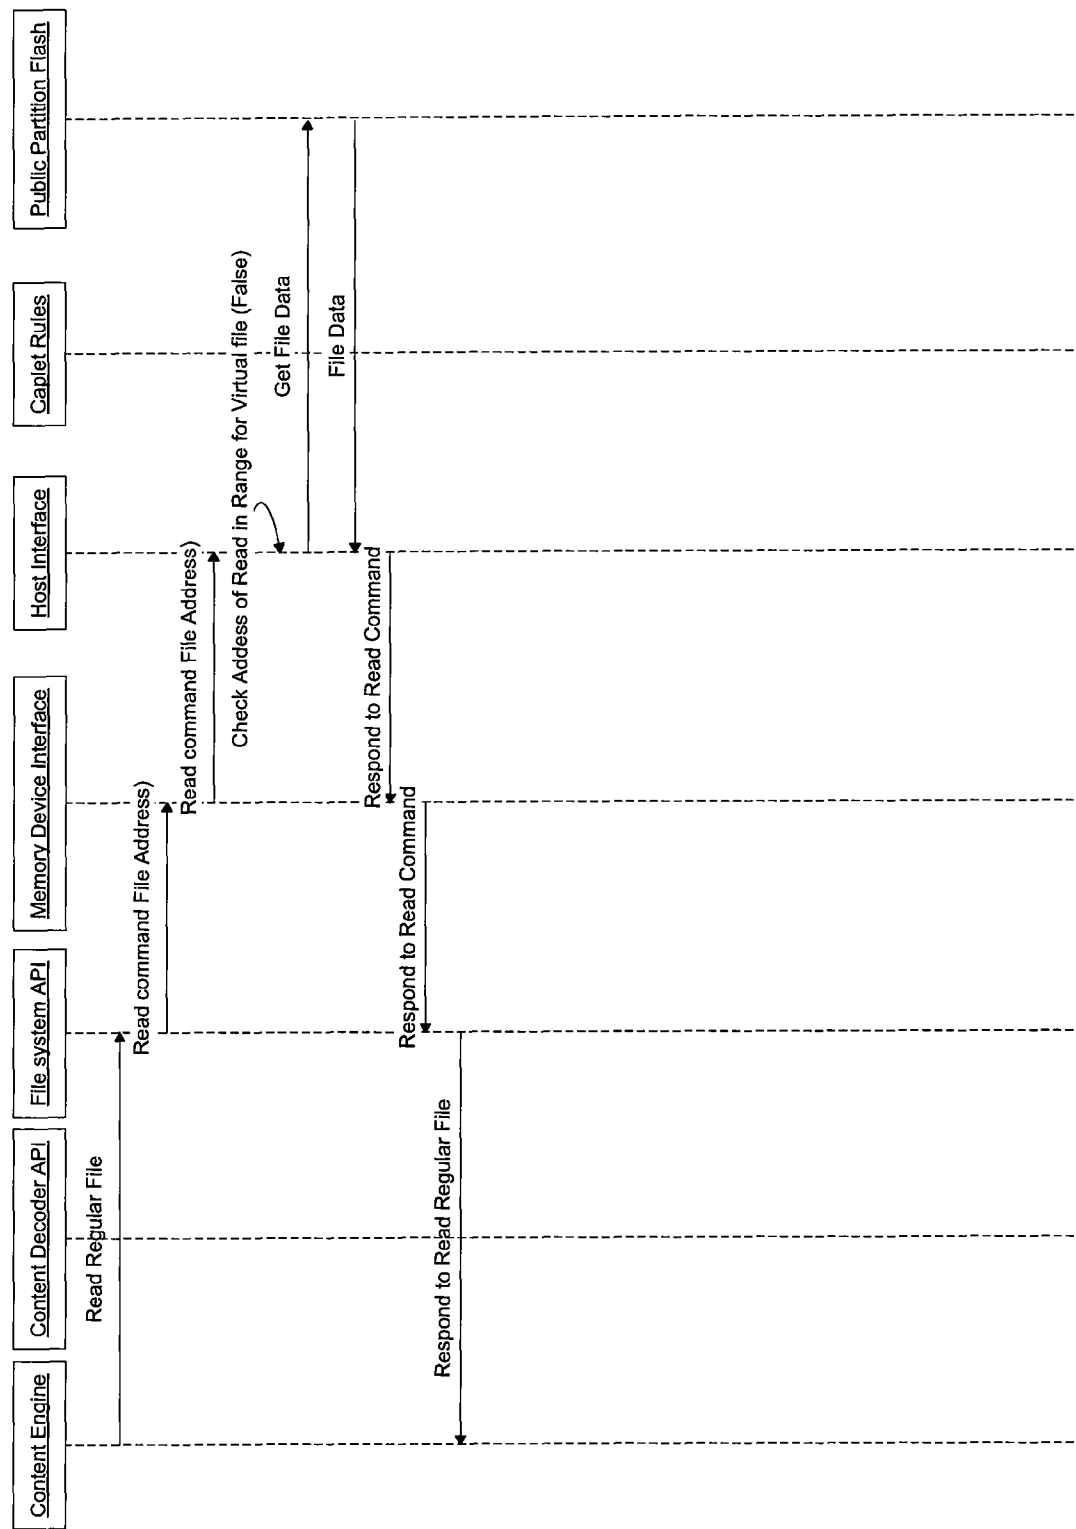 Content Engine
Content Decoder API
File system API
Memory Device Interface
Host Interface
Caplet Rules
Public Partition Flash
Read Regular File
Read command File Address)
Read command File Address)
Check Addess of Read in Range for Virtual file (False)
Get File Data
File Data
Respond to Read Command
Respond to Read Command
Respond to Read Regular File